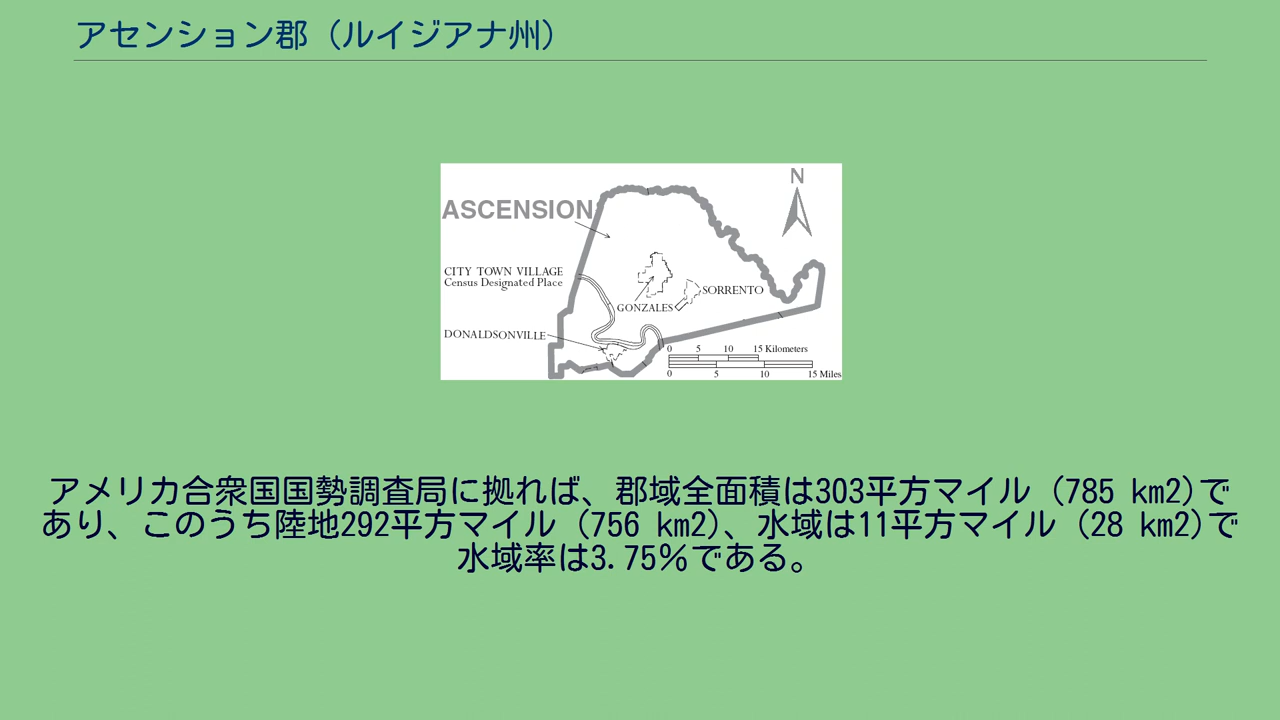 アセンション郡（ルイジアナ州）
N
ASCENSION
CITY TOWN VILLAGE
Census Designated Place
SORRENTO
GONZALES
DONALDSONVILLE
0 5 10 15 Kilometers
0 5 10 15 Miles
アメリカ合衆国国勢調査局に拠れば、郡域全面積は303平方マイル（785 km2)で
あり、このうち陸地292平方マイル（756 km2)、水域は11平方マイル（28 km2)で
水域率は3.75％である。